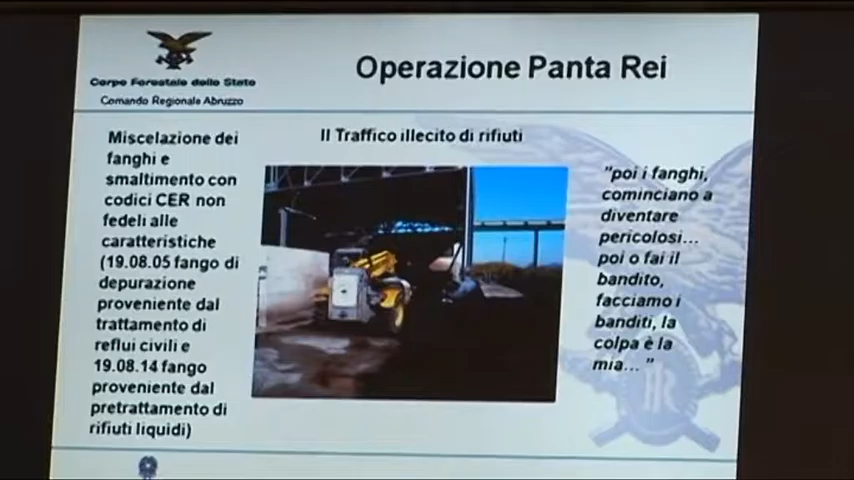 Corpo Forestale dello Stato
Comando Regionale Abruzzo
Operazione Panta Rei
Il Traffico illecito di rifiuti
Miscelazione dei
fanghi e
smaltimento con
codici CER non
fedeli alle
caratteristiche
(19.08.05 fango di
depurazione
proveniente dal
trattamento di
reflui civili e
19.08.14 fango
proveniente dal
pretrattamento di
rifiuti liquidi)
"poi i fanghi,
cominciano a
diventare
pericolosi...
poi o fai il
bandito,
facciamo i
banditi, la
colpa è la
mia... "